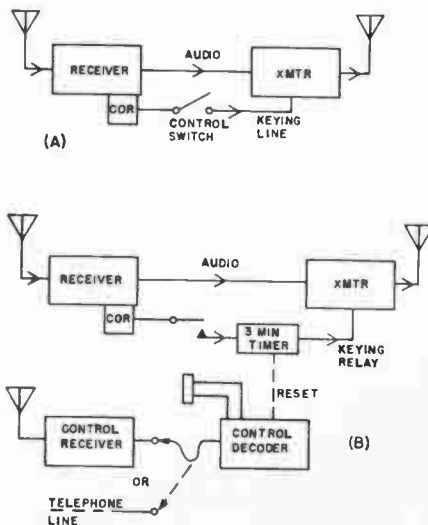 AUDIO
RECEIVER
XMTR
COR
CONTROL
SWITCH
KEYING
LINE
(A)
AUDIO
RECEIVER
XMTR
COR
3 MIN
TIMER
KEYING
RELAY
RESET
CONTROL
RECEIVER
CONTROL
DECODER
(B)
OR
TELEPHONE
LINE